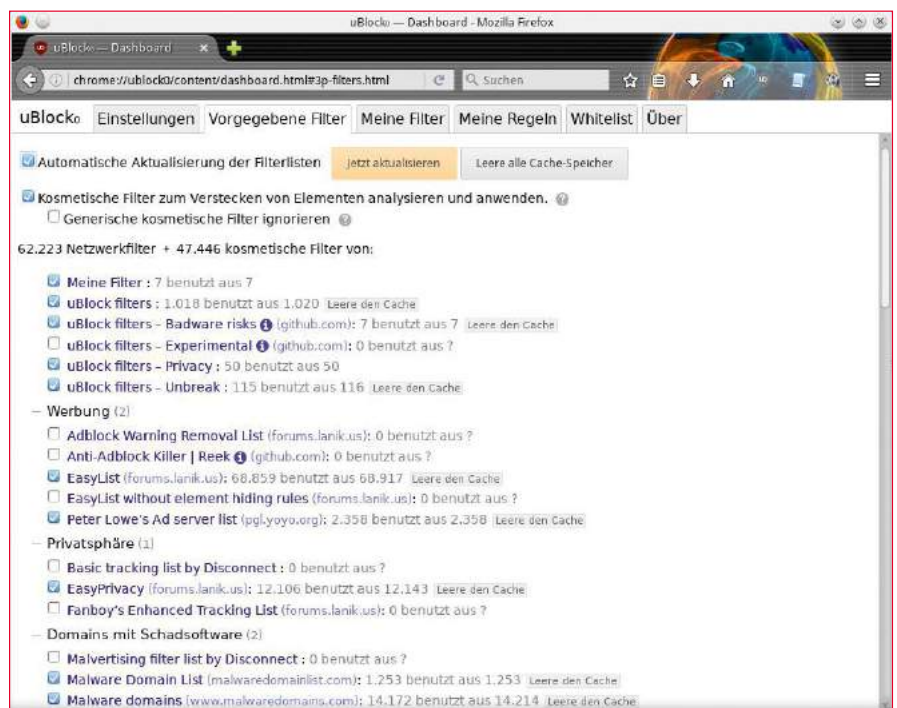 uBlock₀ — Dashboard - Mozilla Firefox
uBlock₀ — Dashboard
chrome://ublock0/content/dashboard.html#3p-filters.html
Suchen
uBlock₀ Einstellungen Vorgegebene Filter Meine Filter Meine Regeln Whitelist Über
Automatische Aktualisierung der Filterlisten Jetzt aktualisieren Leere alle Cache-Speicher
Kosmetische Filter zum Verstecken von Elementen analysieren und anwenden.
Generische kosmetische Filter ignorieren
62.223 Netzwerkfilter + 47.446 kosmetische Filter von:
Meine Filter : 7 benutzt aus 7
uBlock filters : 1.018 benutzt aus 1.020 Leere den Cache
uBlock filters – Badware risks (github.com): 7 benutzt aus 7 Leere den Cache
uBlock filters – Experimental (github.com): 0 benutzt aus ?
uBlock filters – Privacy : 50 benutzt aus 50
uBlock filters – Unbreak : 115 benutzt aus 116 Leere den Cache
– Werbung (2)
Adblock Warning Removal List (forums.lanik.us): 0 benutzt aus ?
Anti-Adblock Killer | Reek (github.com): 0 benutzt aus ?
EasyList (forums.lanik.us): 68.859 benutzt aus 68.917 Leere den Cache
EasyList without element hiding rules (forums.lanik.us): 0 benutzt aus ?
Peter Lowe's Ad server list (pgl.yoyo.org): 2.358 benutzt aus 2.358 Leere den Cache
– Privatsphäre (1)
Basic tracking list by Disconnect : 0 benutzt aus ?
EasyPrivacy (forums.lanik.us): 12.106 benutzt aus 12.143 Leere den Cache
Fanboy's Enhanced Tracking List (forums.lanik.us): 0 benutzt aus ?
– Domains mit Schadsoftware (2)
Malvertising filter list by Disconnect : 0 benutzt aus ?
Malware Domain List (malwaredomainlist.com): 1.253 benutzt aus 1.253 Leere den Cache
Malware domains (www.malwaredomains.com): 14.172 benutzt aus 14.214 Leere den Cache